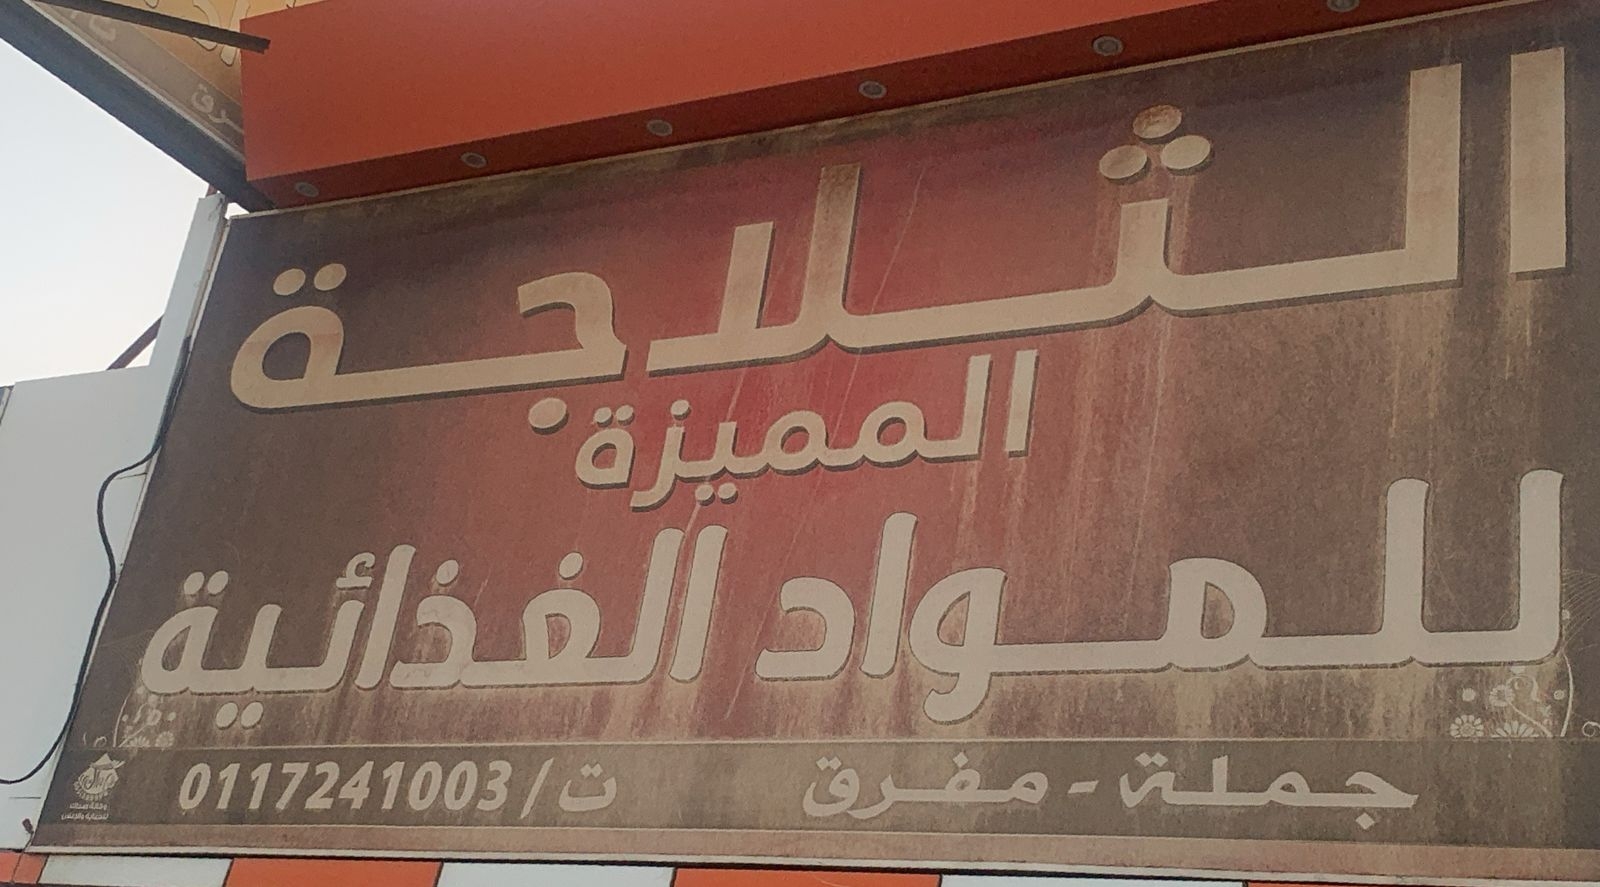 الثلاجة
المميزة
للمواد الغذائية
جملة - مفرق ت / 0117241003